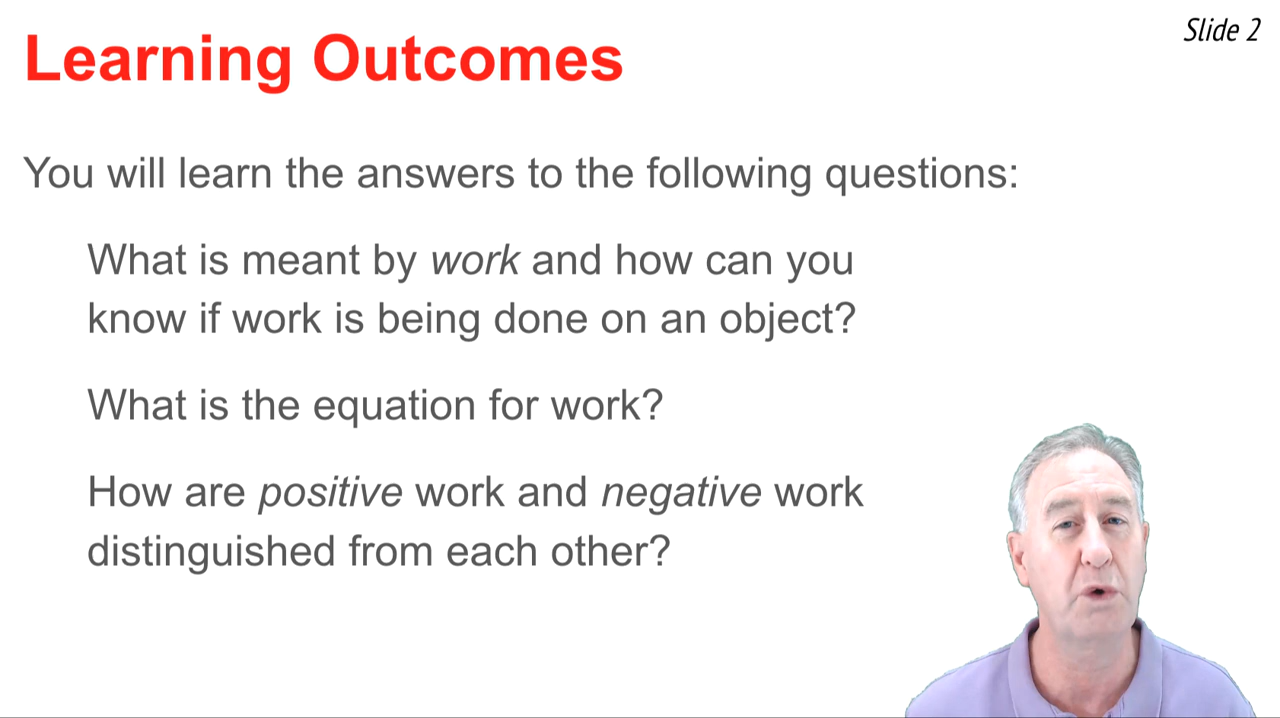 Slide 2
Learning Outcomes
You will learn the answers to the following questions:
What is meant by work and how can you
know if work is being done on an object?
What is the equation for work?
How are positive work and negative work
distinguished from each other?